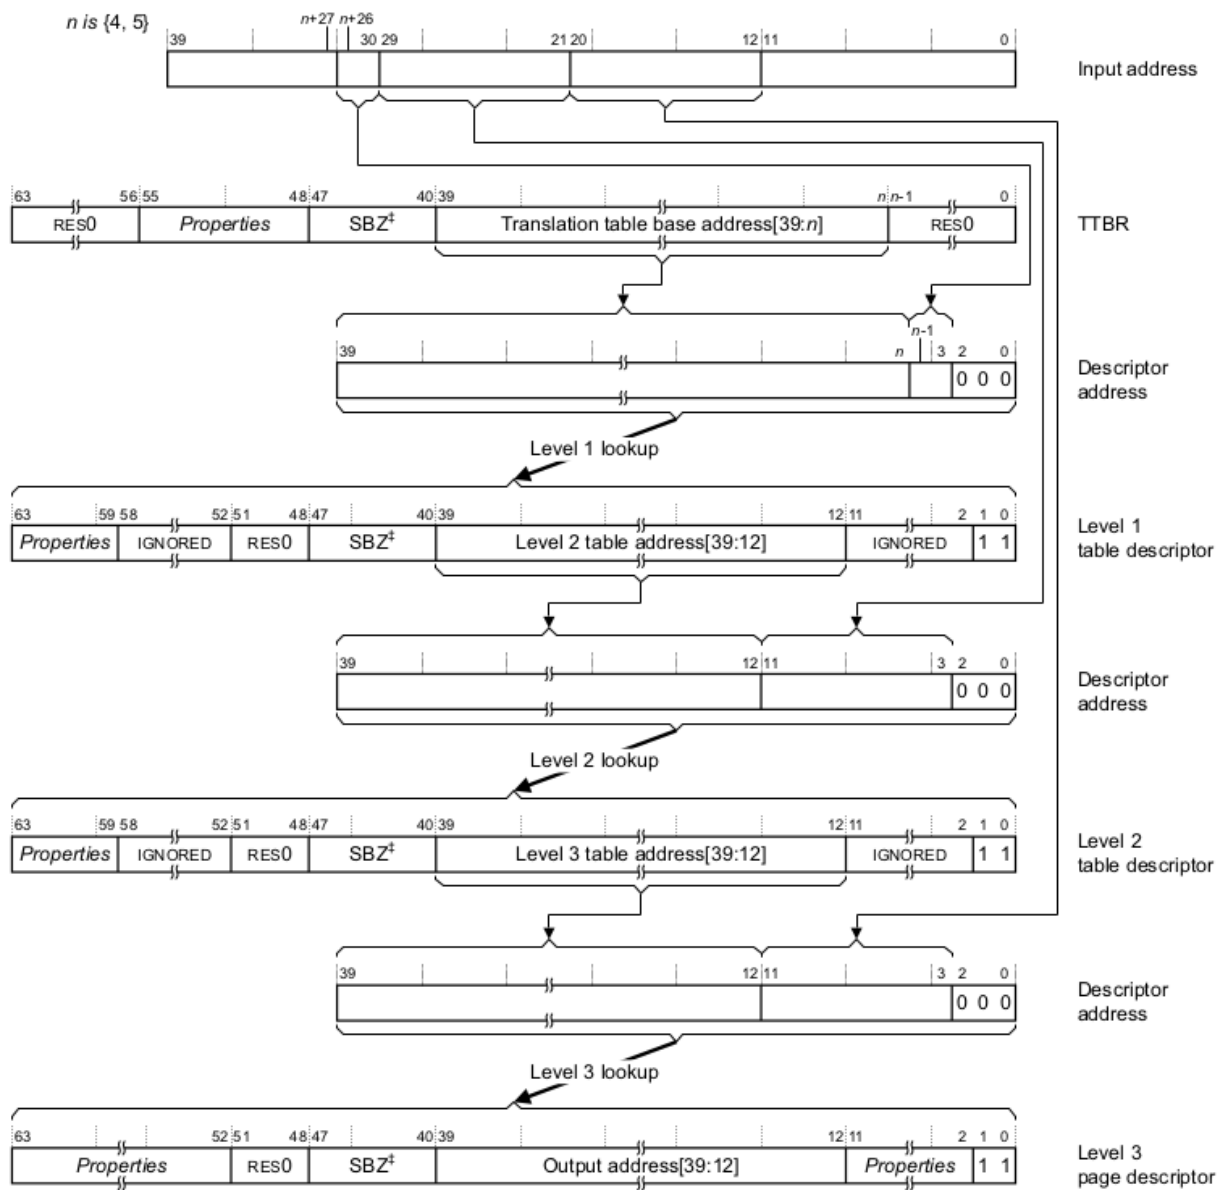 n is {4, 5}
n+27 n+26
39 30 29 21 20 12 11 0
Input address
63 56 55 48 47 40 39 n n-1 0
RES0 Properties SBZ‡ Translation table base address[39:n] RES0
TTBR
n-1
39 n 3 2 0
0 0 0
Descriptor
address
Level 1 lookup
63 59 58 52 51 48 47 40 39 12 11 2 1 0
Properties IGNORED RES0 SBZ‡ Level 2 table address[39:12] IGNORED 1 1
Level 1
table descriptor
39 12 11 3 2 0
0 0 0
Descriptor
address
Level 2 lookup
63 59 58 52 51 48 47 40 39 12 11 2 1 0
Properties IGNORED RES0 SBZ‡ Level 3 table address[39:12] IGNORED 1 1
Level 2
table descriptor
39 12 11 3 2 0
0 0 0
Descriptor
address
Level 3 lookup
63 52 51 48 47 40 39 12 11 2 1 0
Properties RES0 SBZ‡ Output address[39:12] Properties 1 1
Level 3
page descriptor